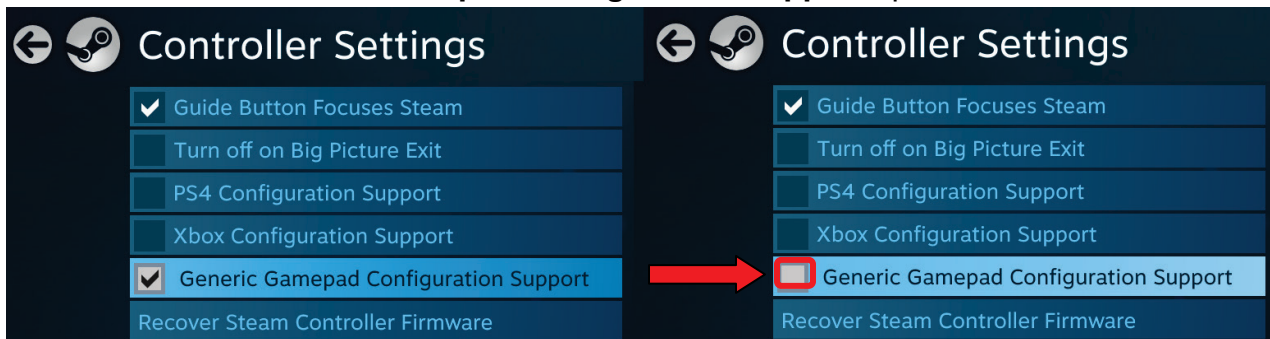 Controller Settings
Guide Button Focuses Steam
Turn off on Big Picture Exit
PS4 Configuration Support
Xbox Configuration Support
Generic Gamepad Configuration Support
Recover Steam Controller Firmware
Controller Settings
Guide Button Focuses Steam
Turn off on Big Picture Exit
PS4 Configuration Support
Xbox Configuration Support
Generic Gamepad Configuration Support
Recover Steam Controller Firmware